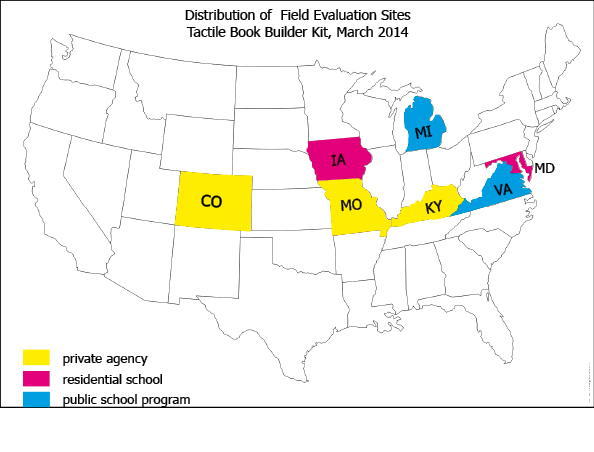 Distribution of  Field Evaluation Sites
Tactile Book Builder Kit, March 2014
MI
IA
MD
CO
MO
KY
VA
private agency
residential school
public school program